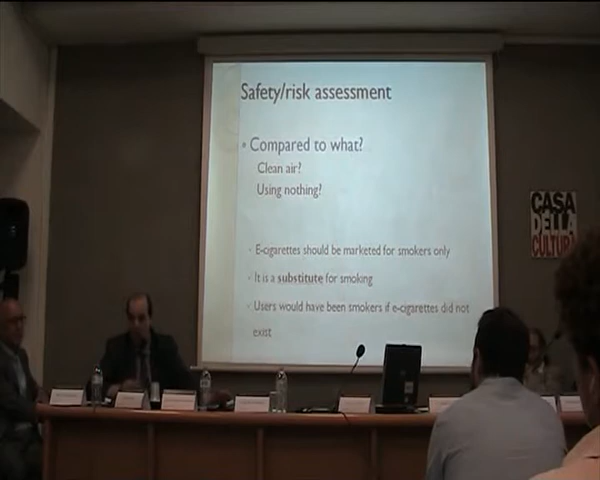 Safety/risk assessment
• Compared to what?
Clean air?
Using nothing?
• E-cigarettes should be marketed for smokers only
• It is a substitute for smoking
• Users would have been smokers if e-cigarettes did not
exist
CASA
DELLA
CULTURA